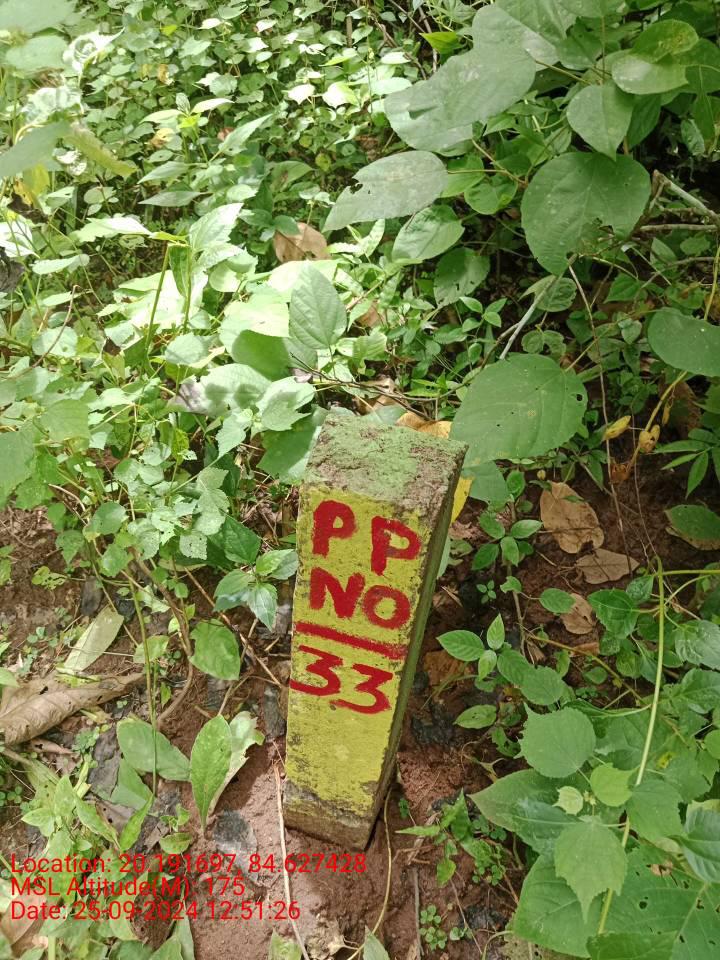 PP
NO
33
Location: 20.191697, 84.627428
MSL Altitude(M): 175
Date: 25-09-2024 12:51:26